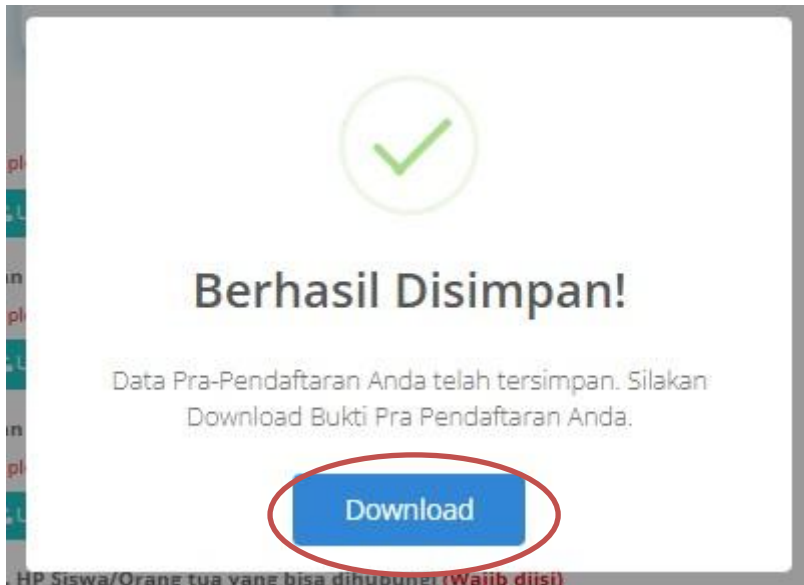 Berhasil Disimpan!
Data Pra-Pendaftaran Anda telah tersimpan. Silakan
Download Bukti Pra Pendaftaran Anda.
Download
HP Siswa/Orang tua yang bisa dihubungi (Wajib diisi)